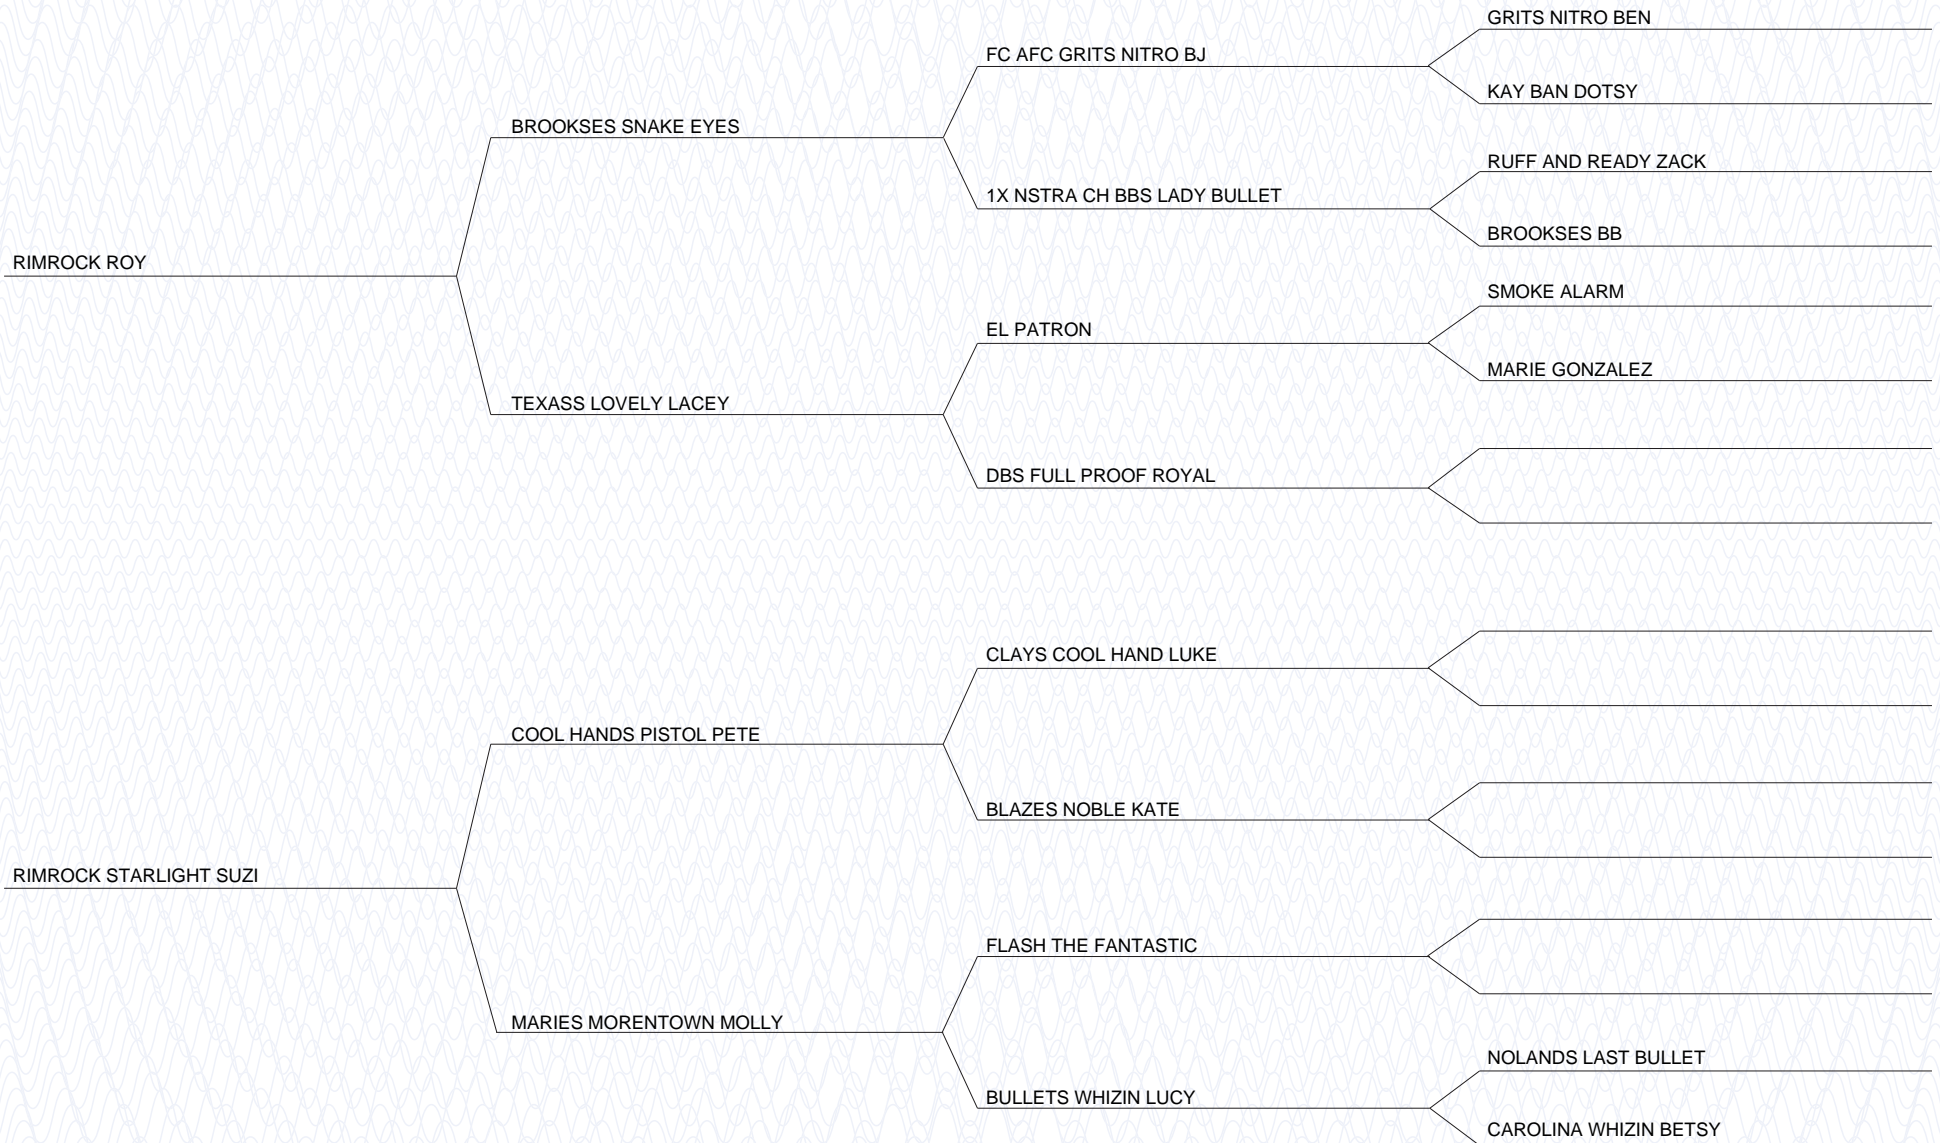 GRITS NITRO BEN
FC AFC GRITS NITRO BJ
KAY BAN DOTSY
BROOKSES SNAKE EYES
RUFF AND READY ZACK
1X NSTRA CH BBS LADY BULLET
BROOKSES BB
RIMROCK ROY
SMOKE ALARM
EL PATRON
MARIE GONZALEZ
TEXASS LOVELY LACEY
DBS FULL PROOF ROYAL
CLAYS COOL HAND LUKE
COOL HANDS PISTOL PETE
BLAZES NOBLE KATE
RIMROCK STARLIGHT SUZI
FLASH THE FANTASTIC
MARIES MORENTOWN MOLLY
NOLANDS LAST BULLET
BULLETS WHIZIN LUCY
CAROLINA WHIZIN BETSY